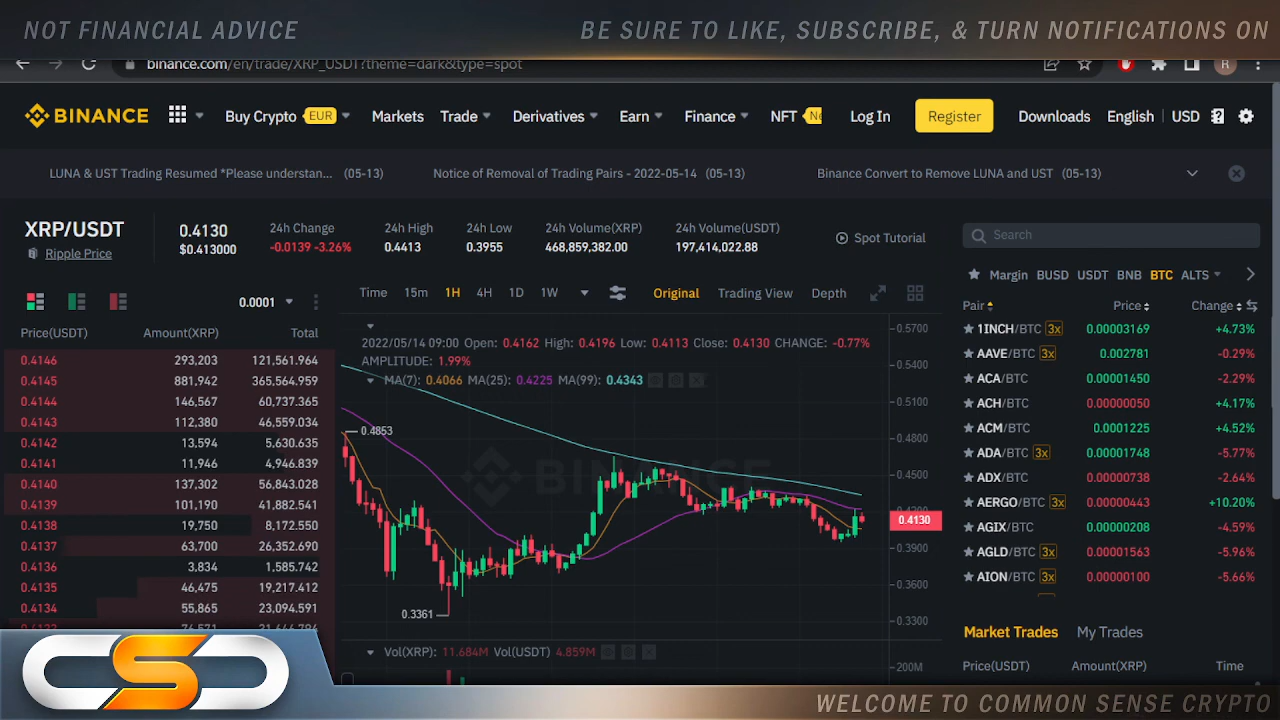 NOT FINANCIAL ADVICE
BE SURE TO LIKE, SUBSCRIBE, & TURN NOTIFICATIONS ON
binance.com/en/trade/XRP_USDT?theme=dark&type=spot
R
BINANCE
Buy Crypto EUR
Markets
Trade
Derivatives
Earn
Finance
NFT
Log In
Register
Downloads
English | USD
LUNA & UST Trading Resumed *Please understan... (05-13)
Notice of Removal of Trading Pairs - 2022-05-14 (05-13)
Binance Convert to Remove LUNA and UST (05-13)
XRP/USDT
Ripple Price
0.4130
$0.413000
24h Change
-0.0139 -3.26%
24h High
0.4413
24h Low
0.3955
24h Volume(XRP)
468,859,382.00
24h Volume(USDT)
197,414,022.88
Spot Tutorial
0.0001
Price(USDT) Amount(XRP) Total
0.4146 293,203 121,561.964
0.4145 881,942 365,564.959
0.4144 146,567 60,737.365
0.4143 112,380 46,559.034
0.4142 13,594 5,630.635
0.4141 11,946 4,946.839
0.4140 137,302 56,843.028
0.4139 101,190 41,882.541
0.4138 19,750 8,172.550
0.4137 63,700 26,352.690
0.4136 3.834 1,585.742
0.4135 46,475 19,217.412
0.4134 55,865 23,094.591
Time 15m 1H 4H 1D 1W
Original Trading View Depth
2022/05/14 09:00 Open: 0.4162 High: 0.4196 Low: 0.4113 Close: 0.4130 CHANGE: -0.77%
AMPLITUDE: 1.99%
MA(7): 0.4066 MA(25): 0.4225 MA(99): 0.4343
0.4853
0.3361
BINANCE
0.5700
0.5400
0.5100
0.4800
0.4500
0.4130
0.3900
0.3600
0.3300
200M
Vol(XRP): 11.684M Vol(USDT) 4.859M
Search
Margin BUSD USDT BNB BTC ALTS
Pair Price Change
1INCH/BTC 3x 0.00003169 +4.73%
AAVE/BTC 3x 0.002781 -0.29%
ACA/BTC 0.00001450 -2.29%
ACH/BTC 0.00000050 +4.17%
ACM/BTC 0.0001225 +4.52%
ADA/BTC 3x 0.00001748 -5.77%
ADX/BTC 0.00000738 -2.64%
AERGO/BTC 3x 0.00000443 +10.20%
AGIX/BTC 0.00000208 -4.59%
AGLD/BTC 3x 0.00001563 -5.96%
AION/BTC 3x 0.00000100 -5.66%
Market Trades My Trades
Price(USDT) Amount(XRP) Time
CSC
WELCOME TO COMMON SENSE CRYPTO